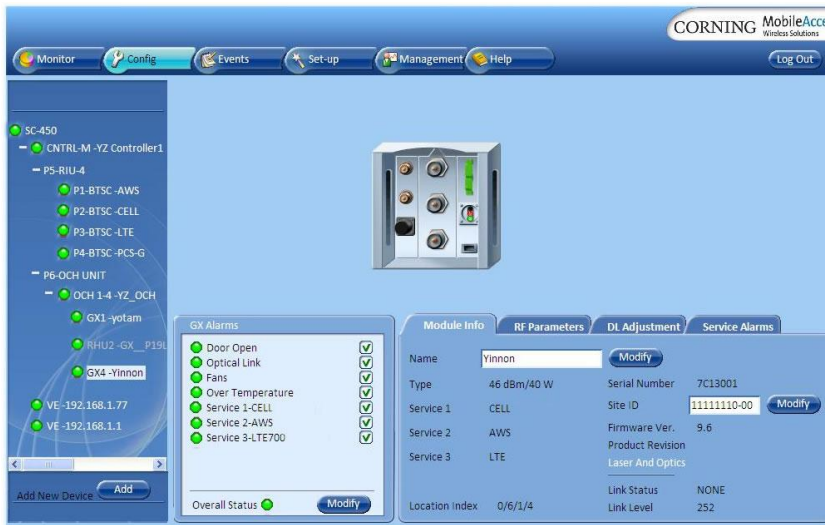 CORNING MobileAcce
Wireless Solutions
Monitor Config Events Set-up Management Help Log Out
SC-450
CNTRL-M -YZ Controller1
P5-RIU-4
P1-BTSC -AWS
P2-BTSC -CELL
P3-BTSC -LTE
P4-BTSC -PCS-G
P6-OCH UNIT
OCH 1-4 -YZ_OCH
GX1 -yotam
RHU2 -GX__P19L
GX4 -Yinnon
VE -192.168.1.77
VE -192.168.1.1
Add New Device Add
GX Alarms
Door Open
Optical Link
Fans
Over Temperature
Service 1-CELL
Service 2-AWS
Service 3-LTE700
Overall Status Modify
Module Info RF Parameters DL Adjustment Service Alarms
Name Yinnon Modify
Type 46 dBm/40 W Serial Number 7C13001
Service 1 CELL Site ID 11111110-00 Modify
Service 2 AWS Firmware Ver. 9.6
Product Revision
Service 3 LTE Laser And Optics
Link Status NONE
Location Index 0/6/1/4 Link Level 252